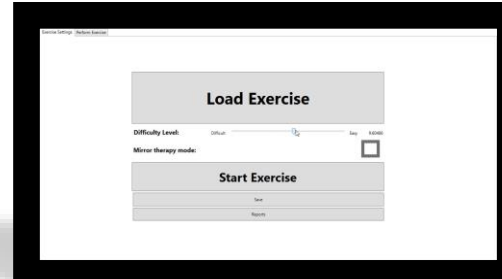 Exercise Settings Perform Exercise
Load Exercise
Difficulty Level: Difficult Easy
Mirror therapy mode:
Start Exercise
Save
Reports